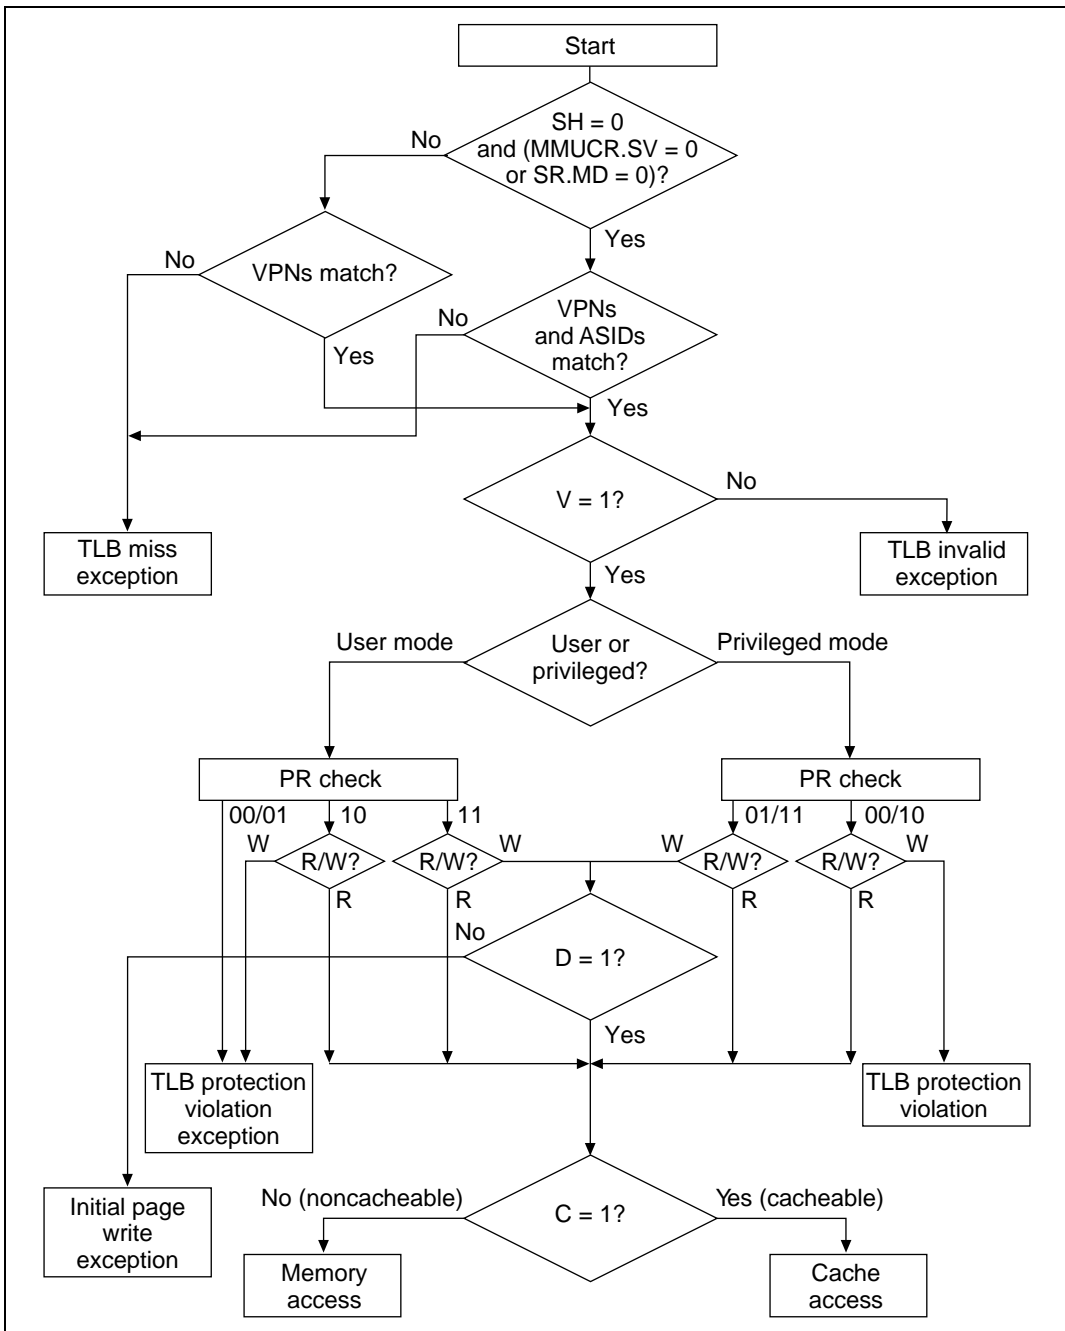 Start
SH = 0
and (MMUCR.SV = 0
or SR.MD = 0)?
No
Yes
No
VPNs match?
Yes
No
VPNs
and ASIDs
match?
Yes
V = 1?
No
Yes
TLB miss
exception
TLB invalid
exception
User mode
User or
privileged?
Privileged mode
PR check
PR check
00/01
10
11
01/11
00/10
W
R/W?
R
R/W?
W
R
W
R/W?
R
R/W?
W
R
No
D = 1?
Yes
TLB protection
violation
exception
TLB protection
violation
Initial page
write
exception
No (noncacheable)
C = 1?
Yes (cacheable)
Memory
access
Cache
access